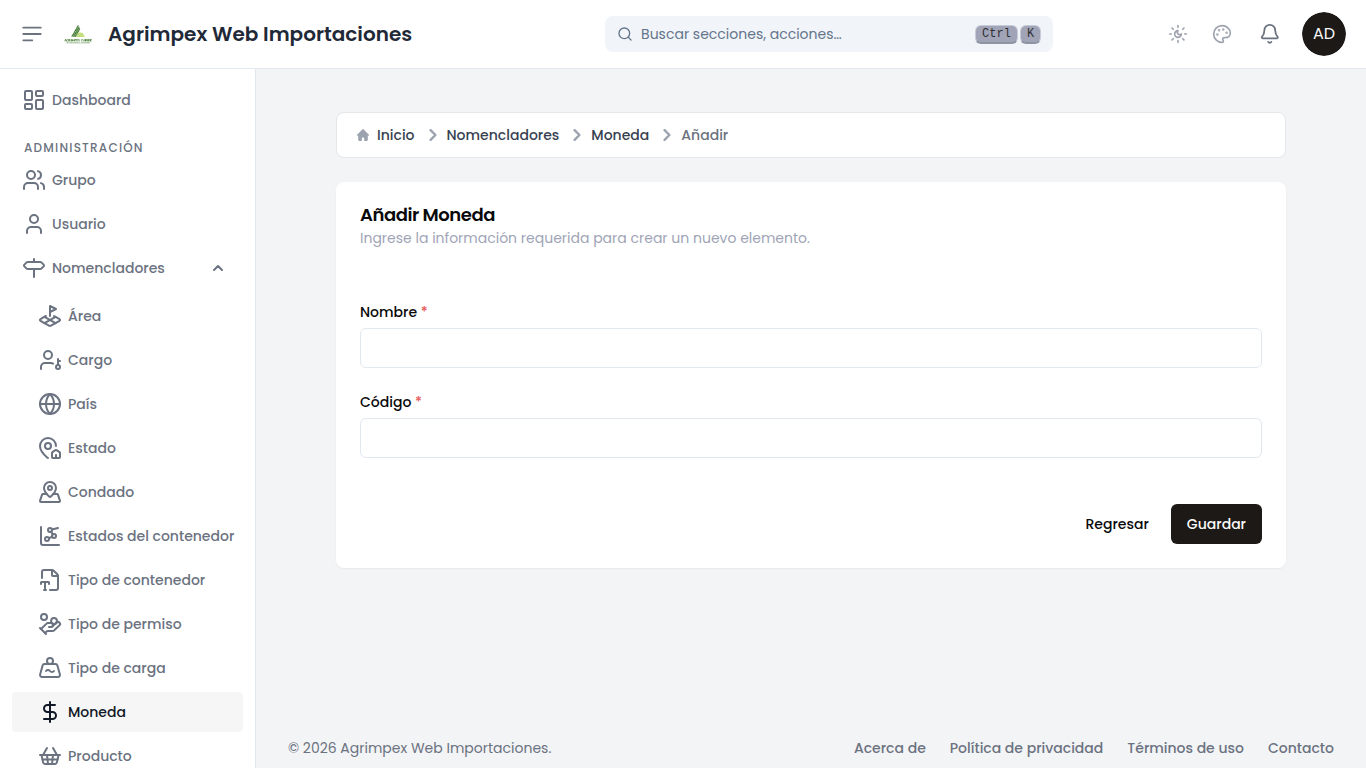 Agrimpex Web Importaciones
Buscar secciones, acciones…
Ctrl K
AD
Dashboard
ADMINISTRACIÓN
Grupo
Usuario
Nomencladores
Área
Cargo
País
Estado
Condado
Estados del contenedor
Tipo de contenedor
Tipo de permiso
Tipo de carga
Moneda
Producto
Inicio Nomencladores Moneda Añadir
Añadir Moneda
Ingrese la información requerida para crear un nuevo elemento.
Nombre *
Código *
Regresar Guardar
© 2026 Agrimpex Web Importaciones.
Acerca de Política de privacidad Términos de uso Contacto